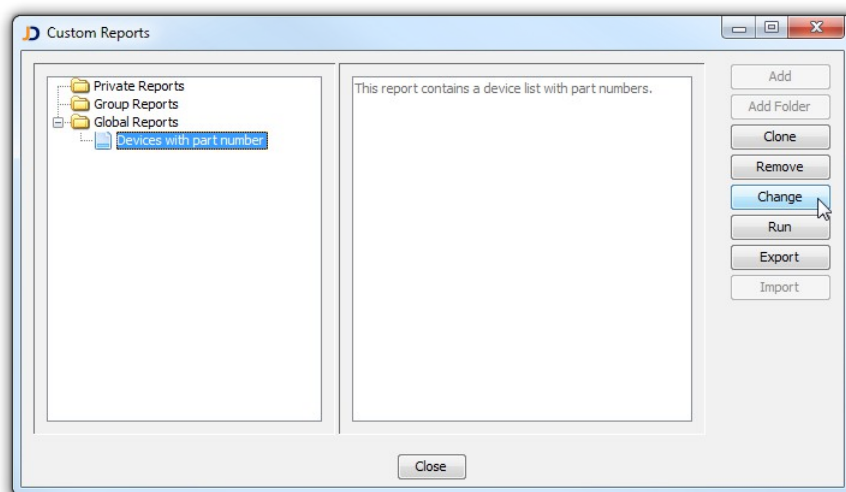 Custom Reports
Private Reports
Group Reports
Global Reports
Devices with part number
This report contains a device list with part numbers.
Add
Add Folder
Clone
Remove
Change
Run
Export
Import
Close